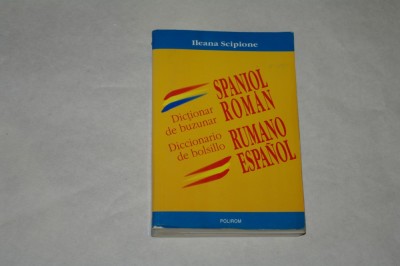 Ileana Scipione
SPANIOL
ROMÂN
Dicționar
de buzunar
Diccionario
de bolsillo
RUMANO
ESPAÑOL
POLIROM